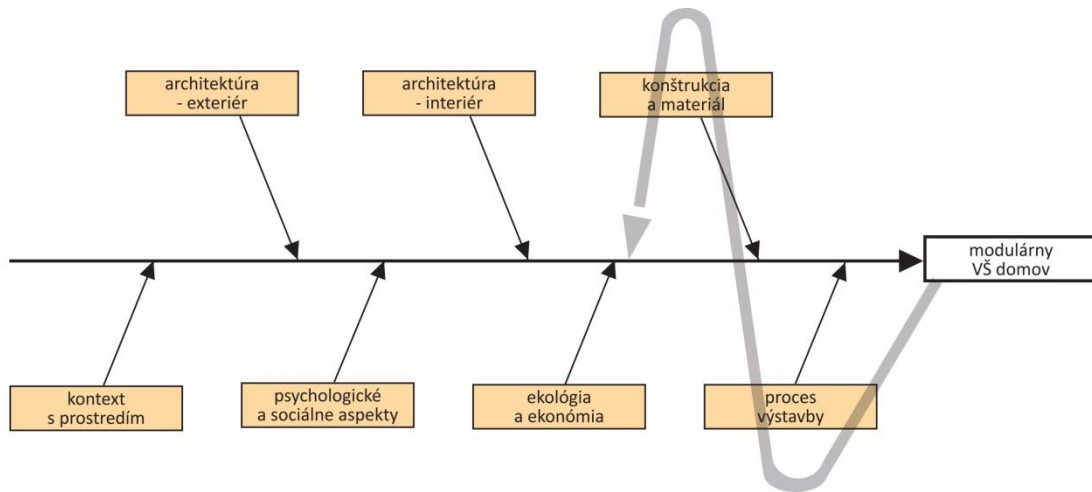 architektúra
- exteriér
architektúra
- interiér
konštrukcia
a materiál
modulárny
VŠ domov
kontext
s prostredím
psychologické
a sociálne aspekty
ekológia
a ekonómia
proces
výstavby